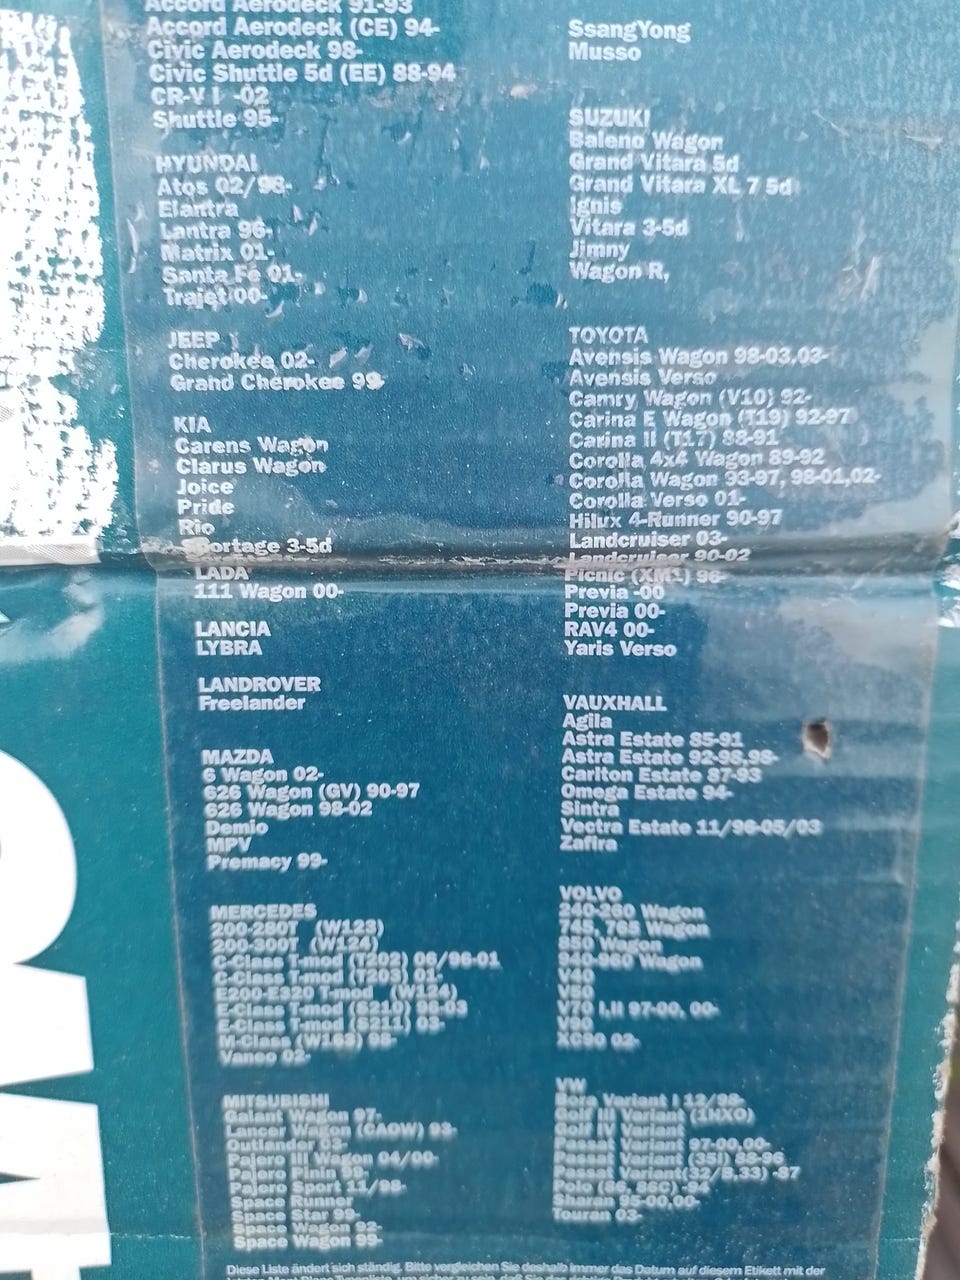 Accord Aerodeck 91-93
Accord Aerodeck (CE) 94-
Civic Aerodeck 98-
Civic Shuttle 5d (EE) 88-94
CR-V I -02
Shuttle 95-
HYUNDAI
Atos 02/98-
Elantra
Lantra 96-
Matrix 01-
Santa Fe 01-
Trajet 00-
JEEP
Cherokee 02-
Grand Cherokee 99-
KIA
Carens Wagon
Clarus Wagon
Joice
Pride
Rio
Sportage 3-5d
LADA
111 Wagon 00-
LANCIA
LYBRA
LANDROVER
Freelander
MAZDA
6 Wagon 02-
626 Wagon (GV) 90-97
626 Wagon 98-02
Demio
MPV
Premacy 99-
MERCEDES
200-280T (W123)
200-300T (W124)
C-Class T-mod (T202) 06/96-01
C-Class T-mod (T203) 01-
E200-E320 T-mod (W124)
E-Class T-mod (S210) 96-03
E-Class T-mod (S211) 03-
M-Class (W163) 98-
Vaneo 02-
MITSUBISHI
Galant Wagon 97-
Lancer Wagon (CAOW) 93-
Outlander 03-
Pajero III Wagon 04/00-
Pajero Pinin 99-
Pajero Sport 11/98-
Space Runner
Space Star 99-
Space Wagon 92-
Space Wagon 99-
SsangYong
Musso
SUZUKI
Baleno Wagon
Grand Vitara 5d
Grand Vitara XL 7 5d
Ignis
Vitara 3-5d
Jimny
Wagon R,
TOYOTA
Avensis Wagon 98-03,03-
Avensis Verso
Camry Wagon (V10) 92-
Carina E Wagon (T19) 92-97
Carina II (T17) 88-91
Corolla 4x4 Wagon 89-92
Corolla Wagon 93-97, 98-01,02-
Corolla Verso 01-
Hilux 4-Runner 90-97
Landcruiser 03-
Landcruiser 90-02
Picnic (XM1) 96-
Previa -00
Previa 00-
RAV4 00-
Yaris Verso
VAUXHALL
Agila
Astra Estate 85-91
Astra Estate 92-98,98-
Carlton Estate 87-93
Omega Estate 94-
Sintra
Vectra Estate 11/96-05/03
Zafira
VOLVO
240-260 Wagon
745, 765 Wagon
850 Wagon
940-960 Wagon
V40
V50
V70 I,II 97-00, 00-
V90
XC90 02-
VW
Bora Variant I 12/98-
Golf III Variant (1HXO)
Golf IV Variant
Passat Variant 97-00,00-
Passat Variant (35I) 88-96
Passat Variant(32/B,33) -87
Polo (86, 86C) -94
Sharan 95-00,00-
Touran 03-
Diese Liste ändert sich ständig. Bitte vergleichen Sie deshalb immer das Datum auf diesem Etikett mit der